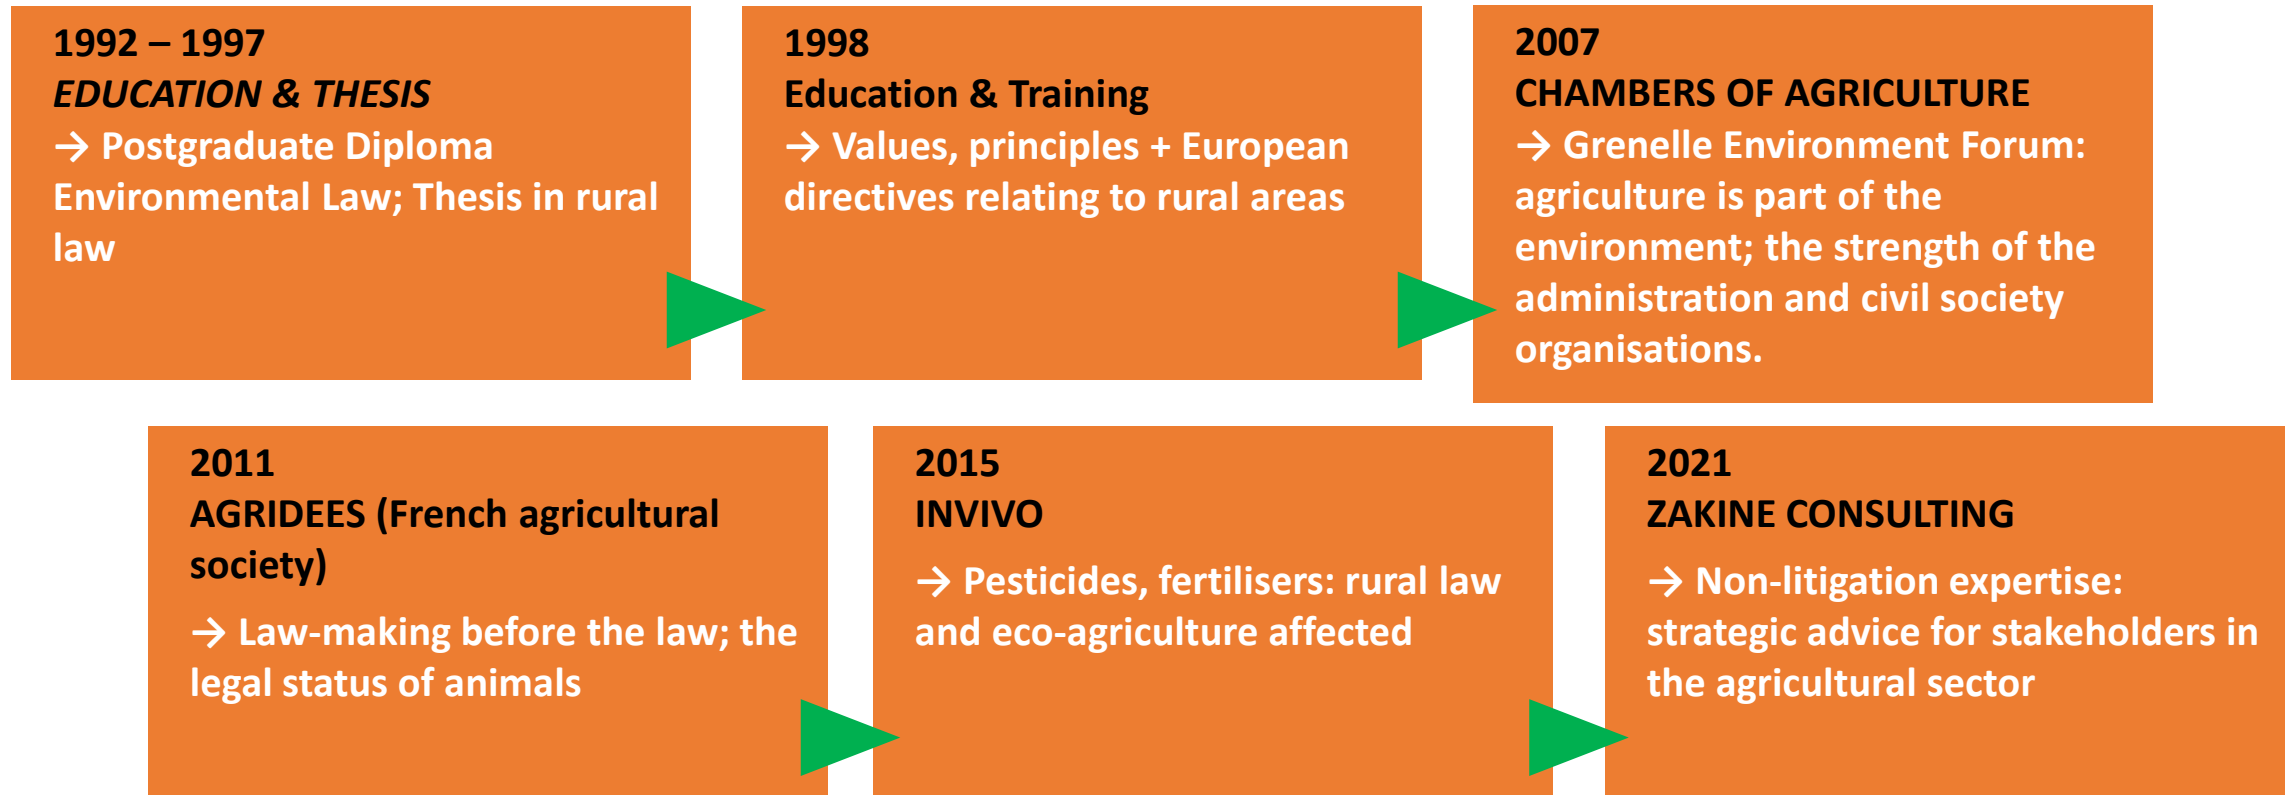 1992 – 1997
EDUCATION & THESIS
→ Postgraduate Diploma
Environmental Law; Thesis in rural
law
1998
Education & Training
→ Values, principles + European
directives relating to rural areas
2007
CHAMBERS OF AGRICULTURE
→ Grenelle Environment Forum:
agriculture is part of the
environment; the strength of the
administration and civil society
organisations.
2011
AGRIDEES (French agricultural
society)
→ Law-making before the law; the
legal status of animals
2015
INVIVO
→ Pesticides, fertilisers: rural law
and eco-agriculture affected
2021
ZAKINE CONSULTING
→ Non-litigation expertise:
strategic advice for stakeholders in
the agricultural sector